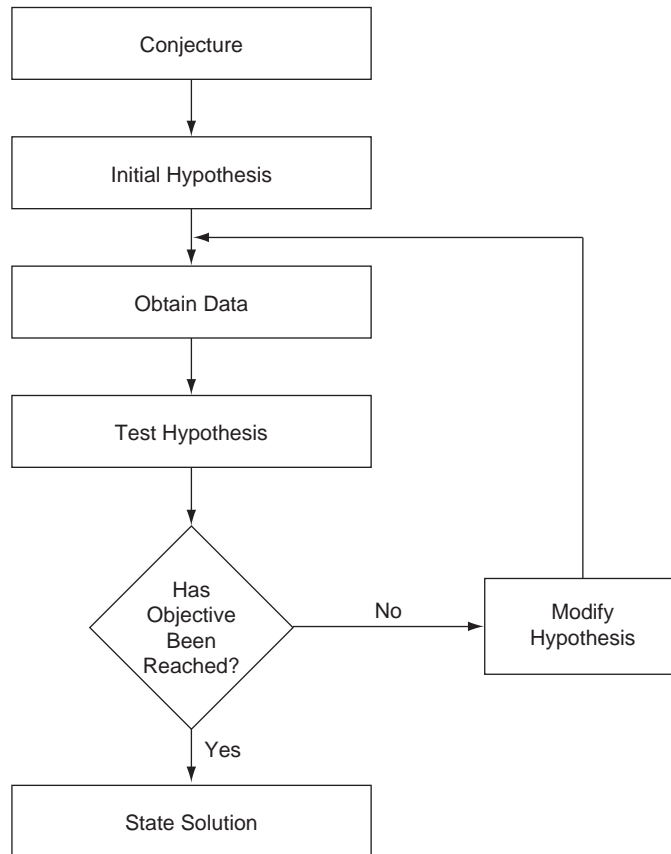 Conjecture
Initial Hypothesis
Obtain Data
Test Hypothesis
Has
Objective
Been
Reached?
No
Modify
Hypothesis
Yes
State Solution